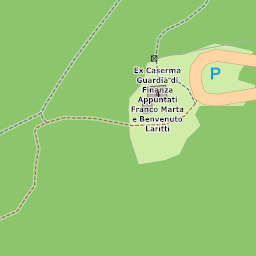 Ex Caserma
Guardia di
Finanza
Appuntati
Franco Marta
e Benvenuto
Laritti
P